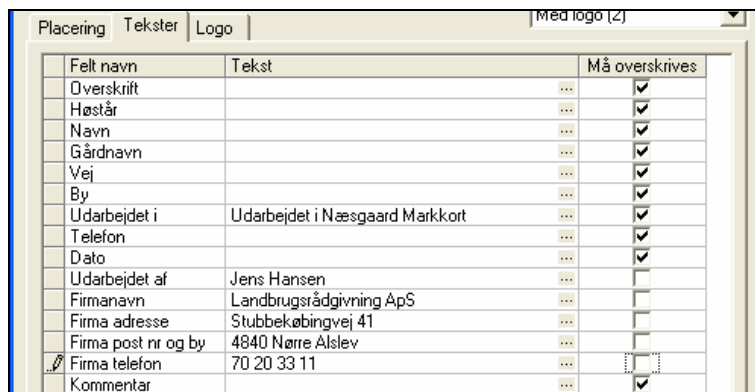 Med logo (2)
Placering Tekster Logo
Felt navn Tekst Må overskrives
Overskrift ...
Høstår ...
Navn ...
Gårdnavn ...
Vej ...
By ...
Udarbejdet i Udarbejdet i Næsgaard Markkort ...
Telefon ...
Dato ...
Udarbejdet af Jens Hansen ...
Firmanavn Landbrugsrådgivning ApS ...
Firma adresse Stubbekøbingvej 41 ...
Firma post nr og by 4840 Nørre Alslev ...
Firma telefon 70 20 33 11 ...
Kommentar ...